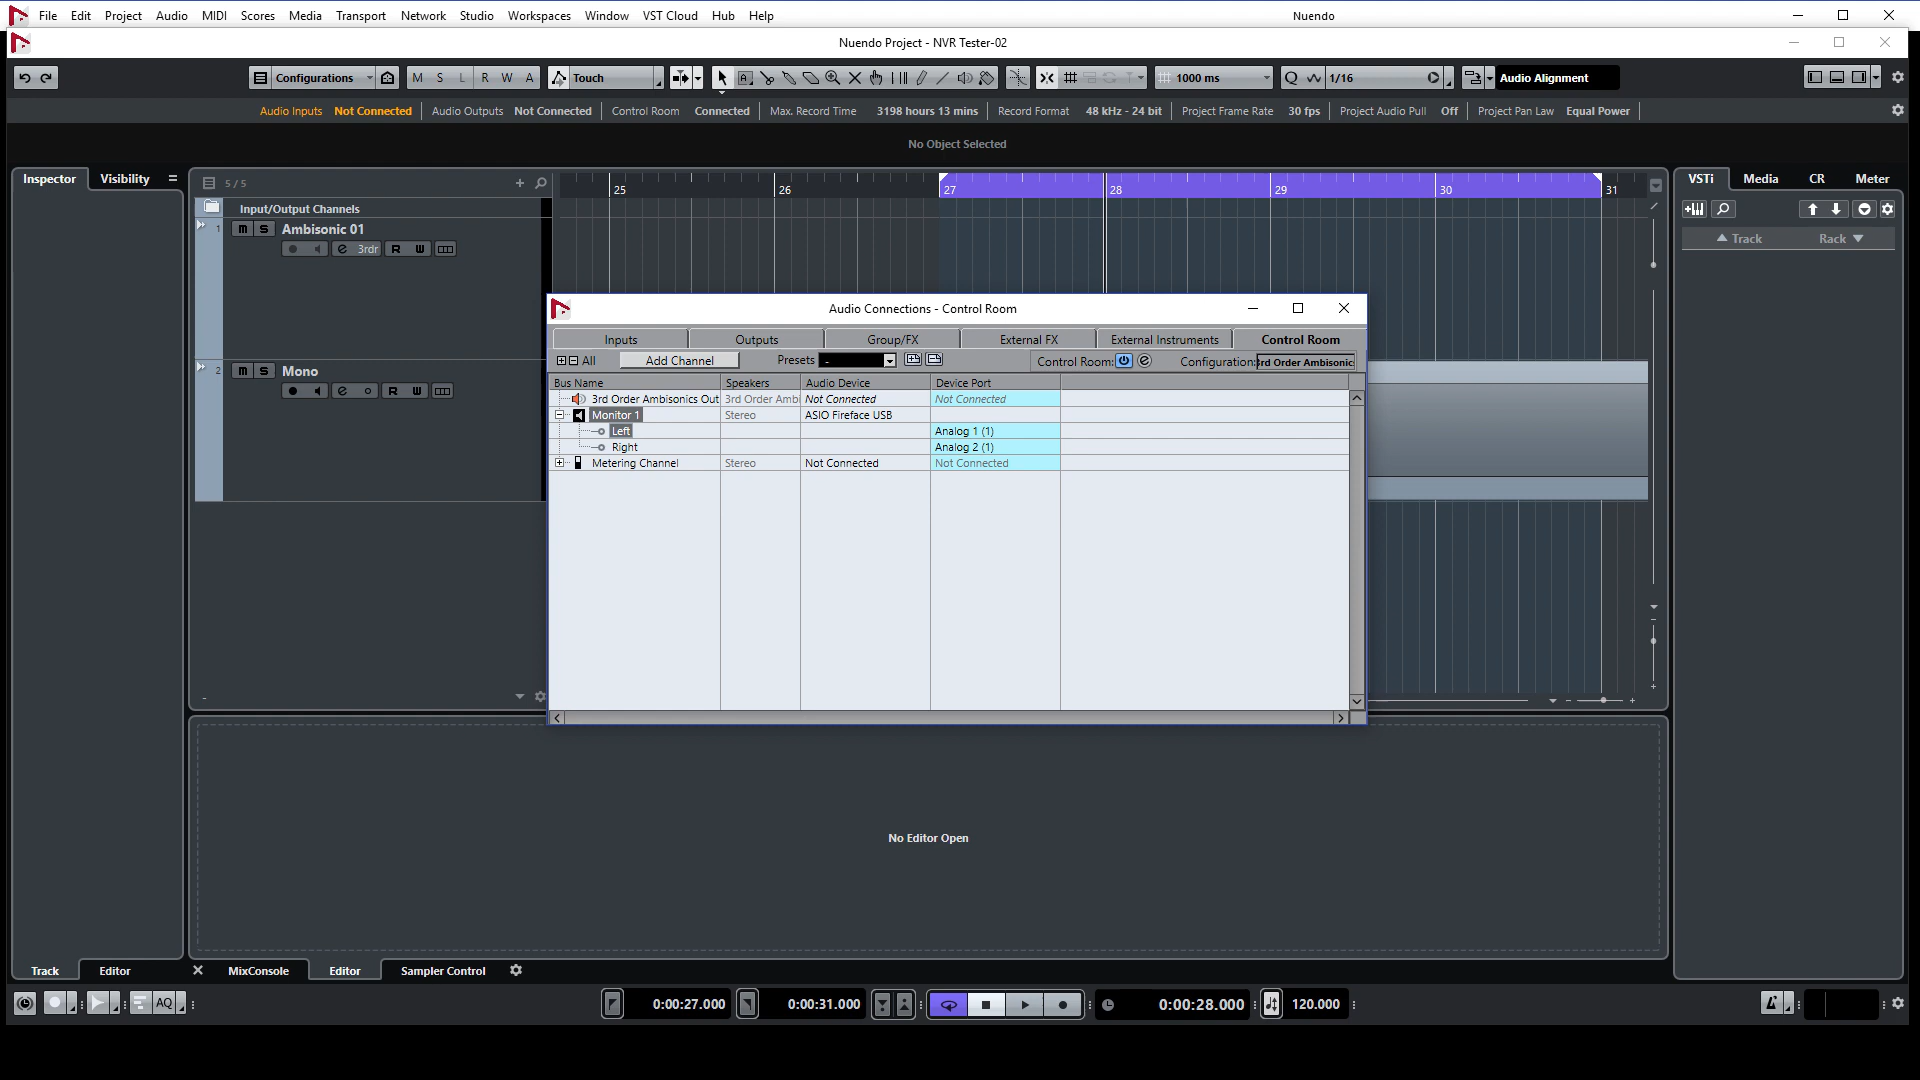 File Edit Project Audio MIDI Scores Media Transport Network Studio Workspaces Window VST Cloud Hub Help Nuendo
Nuendo Project - NVR Tester-02
Configurations M S L R W A Touch 1000 ms Q 1/16 Audio Alignment
Audio Inputs Not Connected Audio Outputs Not Connected Control Room Connected Max. Record Time 3198 hours 13 mins Record Format 48 kHz - 24 bit Project Frame Rate 30 fps Project Audio Pull Off Project Pan Law Equal Power
No Object Selected
Inspector Visibility 5 / 5 25 26 27 28 29 30 31 VSTi Media CR Meter
Input/Output Channels
1 m S Ambisonic 01
e 3rdr R W
Track Rack
2 m S Mono
e R W
Audio Connections - Control Room
Inputs Outputs Group/FX External FX External Instruments Control Room
All Add Channel Presets - Control Room: e Configuration: rd Order Ambisonics
Bus Name Speakers Audio Device Device Port
3rd Order Ambisonics Out 3rd Order Ambi Not Connected Not Connected
Monitor 1 Stereo ASIO Fireface USB
Left Analog 1 (1)
Right Analog 2 (1)
Metering Channel Stereo Not Connected Not Connected
No Editor Open
Track Editor MixConsole Editor Sampler Control
AQ 0:00:27.000 0:00:31.000 0:00:28.000 120.000